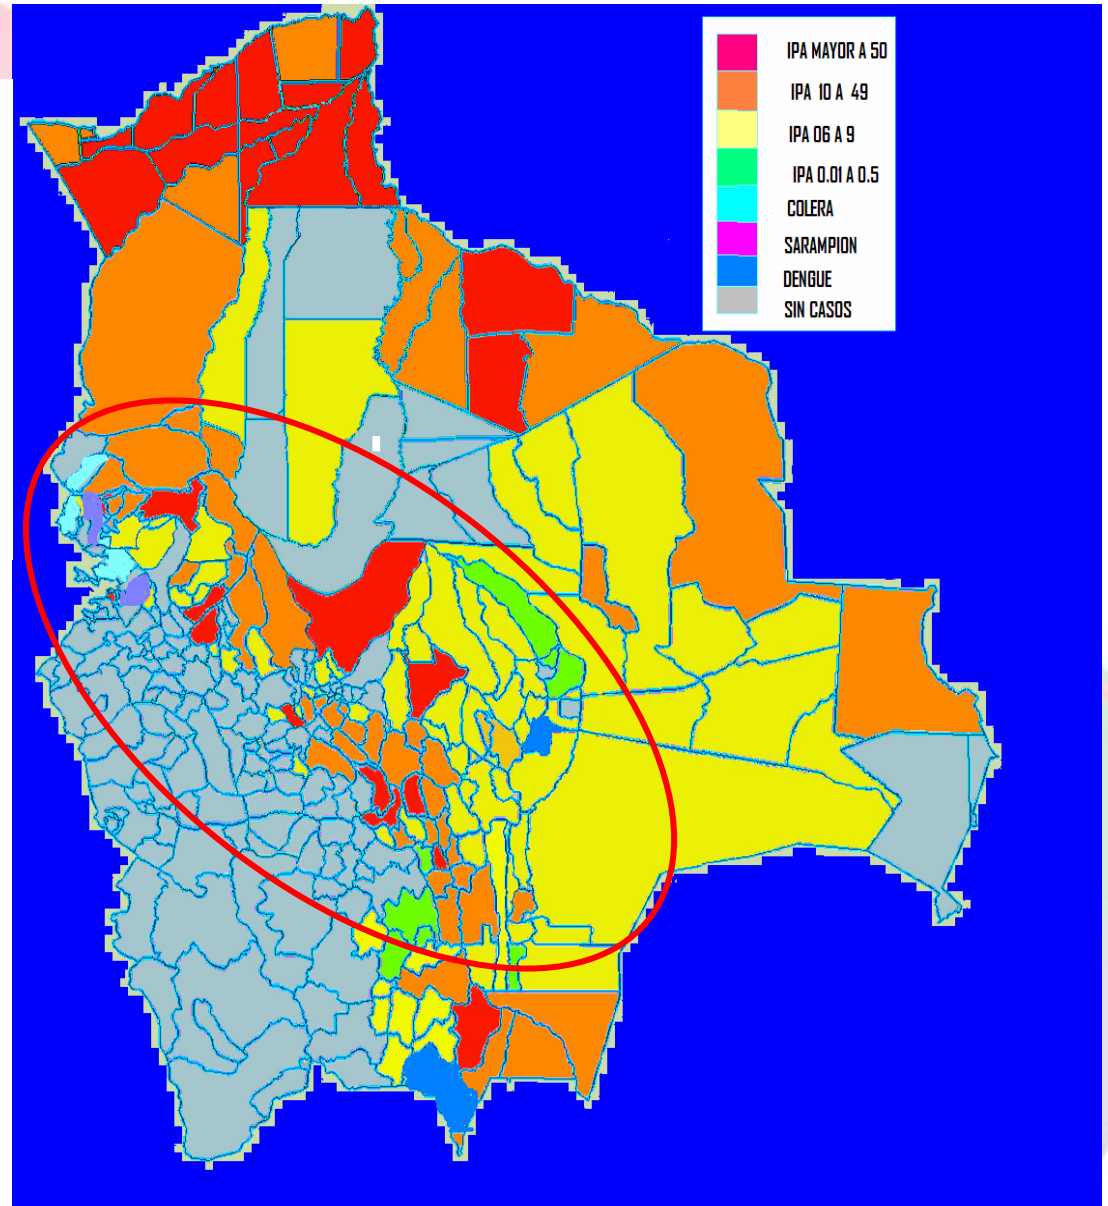 IPA MAYOR A 50
IPA 10 A 49
IPA 06 A 9
IPA 0.01 A 0.5
COLERA
SARAMPION
DENGUE
SIN CASOS